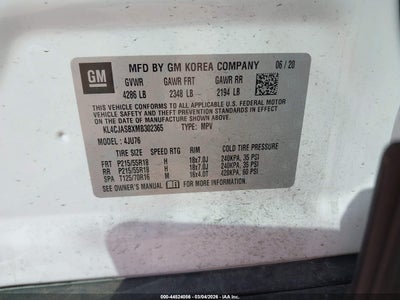 GM
MFD BY GM KOREA COMPANY 06 / 20
GVWR GAWR FRT GAWR RR
4286 LB 2348 LB 2194 LB
THIS VEHICLE CONFORMS TO ALL APPLICABLE U.S. FEDERAL MOTOR
VEHICLE SAFETY, BUMPER, AND THEFT PREVENTION STANDARDS IN
EFFECT ON THE DATE OF MANUFACTURE SHOWN ABOVE.
KL4CJASBXMB302365 TYPE: MPV
MODEL: 4JU76
TIRE SIZE SPEED RTG RIM COLD TIRE PRESSURE
FRT P215/55R18 H 18x7.0J 240KPA, 35 PSI
RR P215/55R18 H 18x7.0J 240KPA, 35 PSI
SPA T125/70R16 M 16x4.0T 420KPA, 60 PSI
SEE OWNER'S MANUAL FOR MORE INFORMATION.
000-44524066 - 03/04/2026 - IAA, Inc.